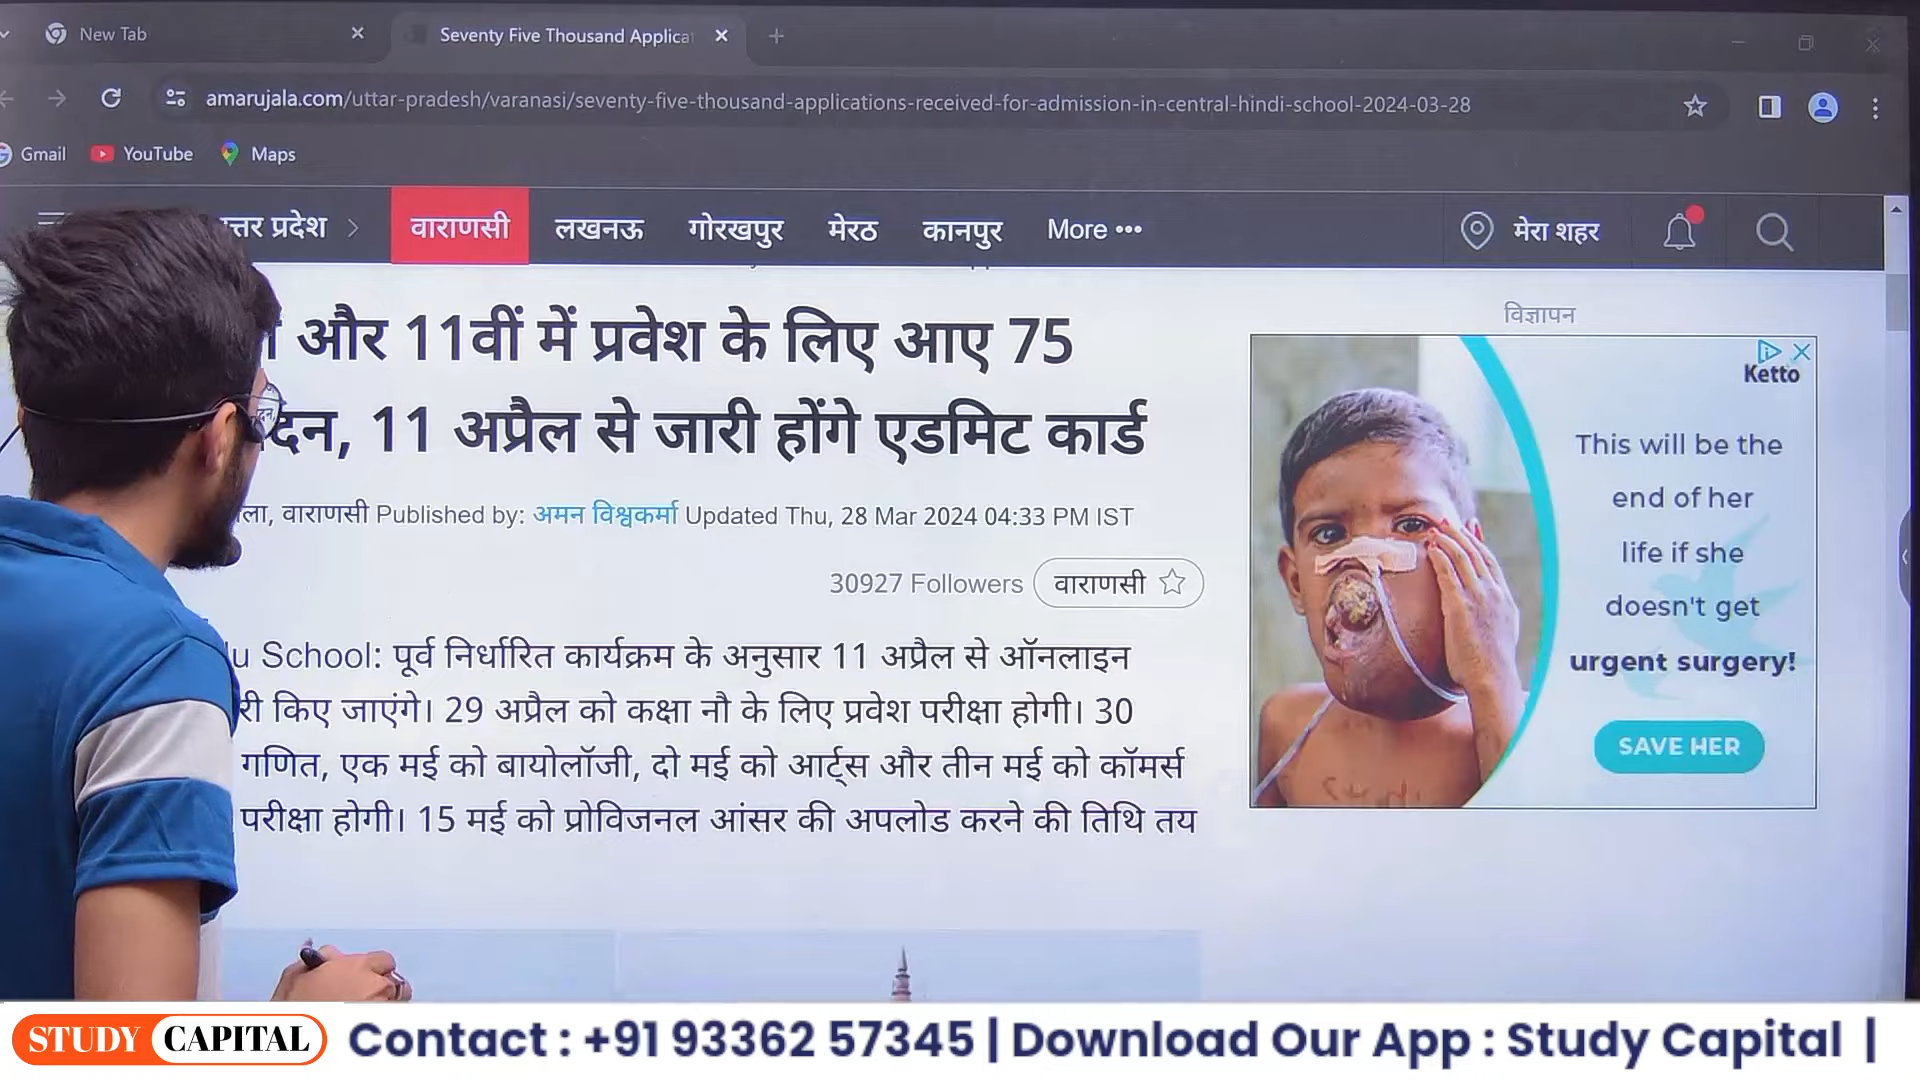 New Tab
Seventy Five Thousand Applica
amarujala.com/uttar-pradesh/varanasi/seventy-five-thousand-applications-received-for-admission-in-central-hindi-school-2024-03-28
Gmail YouTube Maps
त्तर प्रदेश > वाराणसी लखनऊ गोरखपुर मेरठ कानपुर More ••• मेरा शहर
और 11वीं में प्रवेश के लिए आए 75
दन, 11 अप्रैल से जारी होंगे एडमिट कार्ड
ला, वाराणसी Published by: अमन विश्वकर्मा Updated Thu, 28 Mar 2024 04:33 PM IST
30927 Followers वाराणसी
u School: पूर्व निर्धारित कार्यक्रम के अनुसार 11 अप्रैल से ऑनलाइन
री किए जाएंगे। 29 अप्रैल को कक्षा नौ के लिए प्रवेश परीक्षा होगी। 30
गणित, एक मई को बायोलॉजी, दो मई को आर्ट्स और तीन मई को कॉमर्स
परीक्षा होगी। 15 मई को प्रोविजनल आंसर की अपलोड करने की तिथि तय
विज्ञापन
Ketto
This will be the
end of her
life if she
doesn't get
urgent surgery!
SAVE HER
STUDY CAPITAL Contact : +91 93362 57345 | Download Our App : Study Capital |